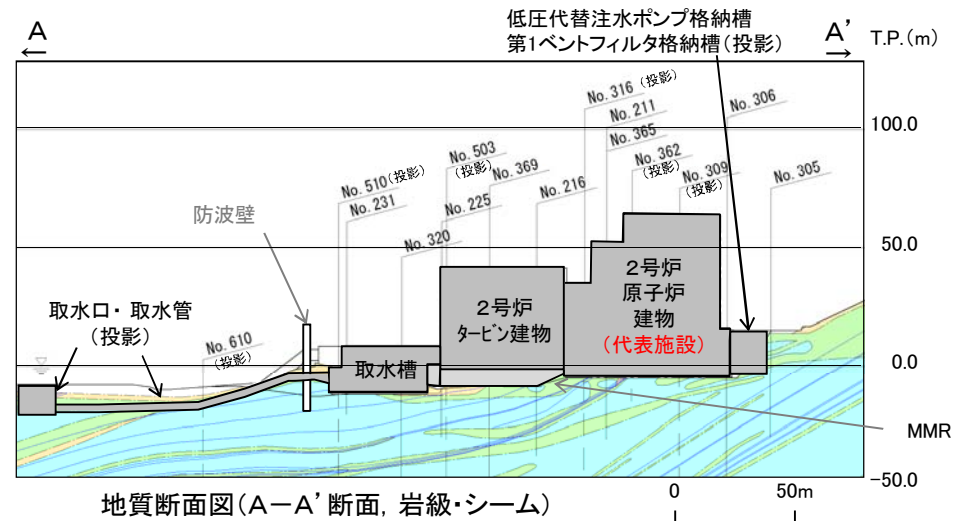 低圧代替注水ポンプ格納槽
第1ベントフィルタ格納槽(投影)
A
A’
T.P.(m)
No. 316 (投影)
No. 211
No. 306
No. 365
100.0
No. 503
(投影)
No. 362
(投影)
No. 510(投影)
No. 369
No. 309
(投影)
No. 305
No. 231
No. 225
No. 216
防波壁
No. 320
50.0
2号炉
タービン建物
2号炉
原子炉
建物
(代表施設)
取水口・取水管
(投影)
No. 610
(投影)
取水槽
0.0
MMR
-50.0
地質断面図(A-A’断面, 岩級・シーム)
0
50m